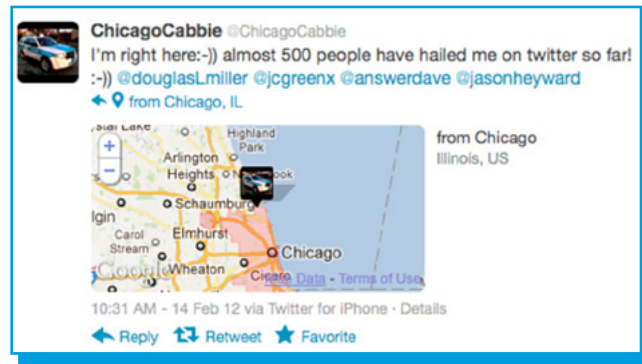 ChicagoCabbie @ChicagoCabbie
I'm right here:-)) almost 500 people have hailed me on twitter so far!
:-)) @douglasLmiller @jcgreenx @answerdave @jasonheyward
from Chicago, IL
Highland
Park
from Chicago
Illinois, US
+
Arlington
Heights
−
Schaumburg
lgin
Carol
Stream
Elmhurst
Chicago
Google
Wheaton
Cicero
Data - Terms of Use
10:31 AM - 14 Feb 12 via Twitter for iPhone · Details
Reply Retweet Favorite